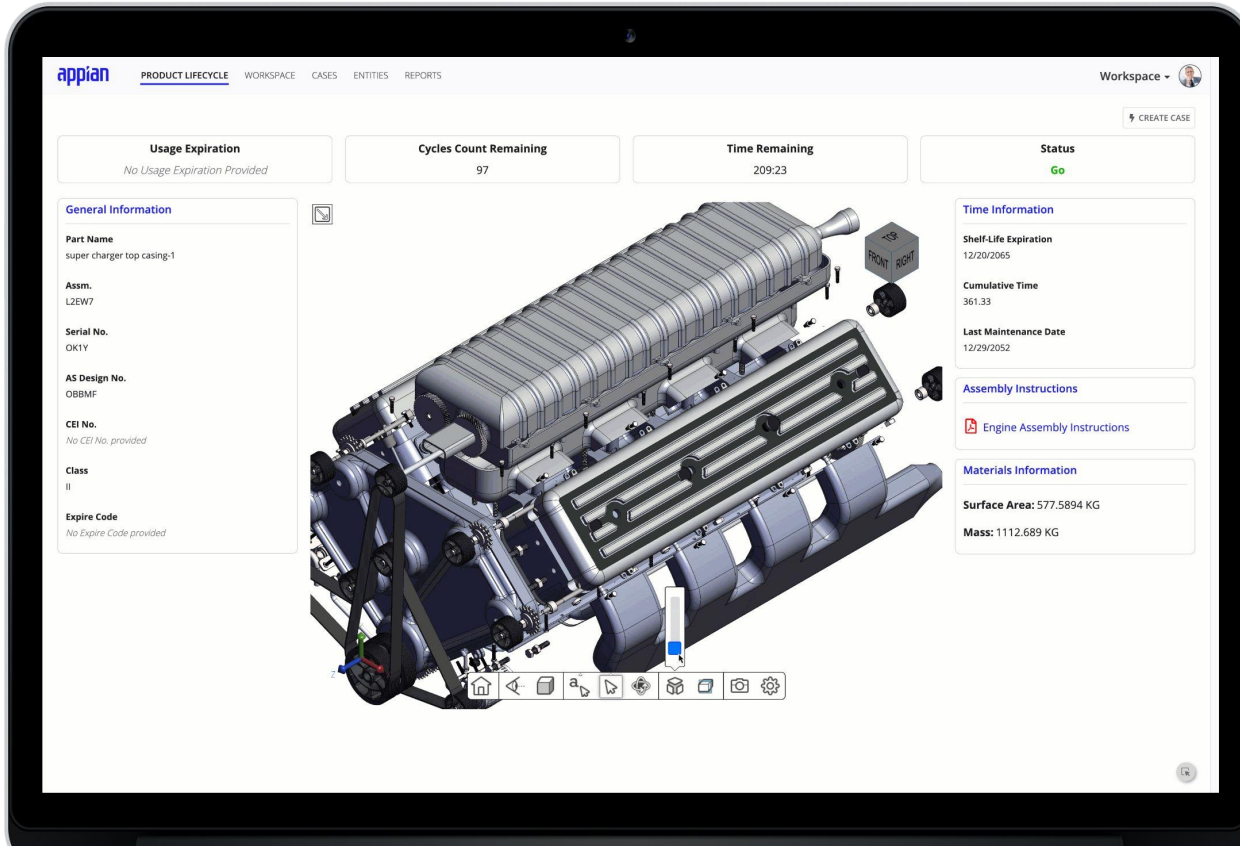 appian
PRODUCT LIFECYCLE WORKSPACE CASES ENTITIES REPORTS
Workspace
CREATE CASE
Usage Expiration
No Usage Expiration Provided
Cycles Count Remaining
97
Time Remaining
209:23
Status
Go
General Information
Part Name
super charger top casing-1
Assm.
L2EW7
Serial No.
OK1Y
AS Design No.
OBBMF
CEI No.
No CEI No. provided
Class
II
Expire Code
No Expire Code provided
TOP
FRONT
RIGHT
Z
a
Time Information
Shelf-Life Expiration
12/20/2065
Cumulative Time
361.33
Last Maintenance Date
12/29/2052
Assembly Instructions
Engine Assembly Instructions
Materials Information
Surface Area: 577.5894 KG
Mass: 1112.689 KG